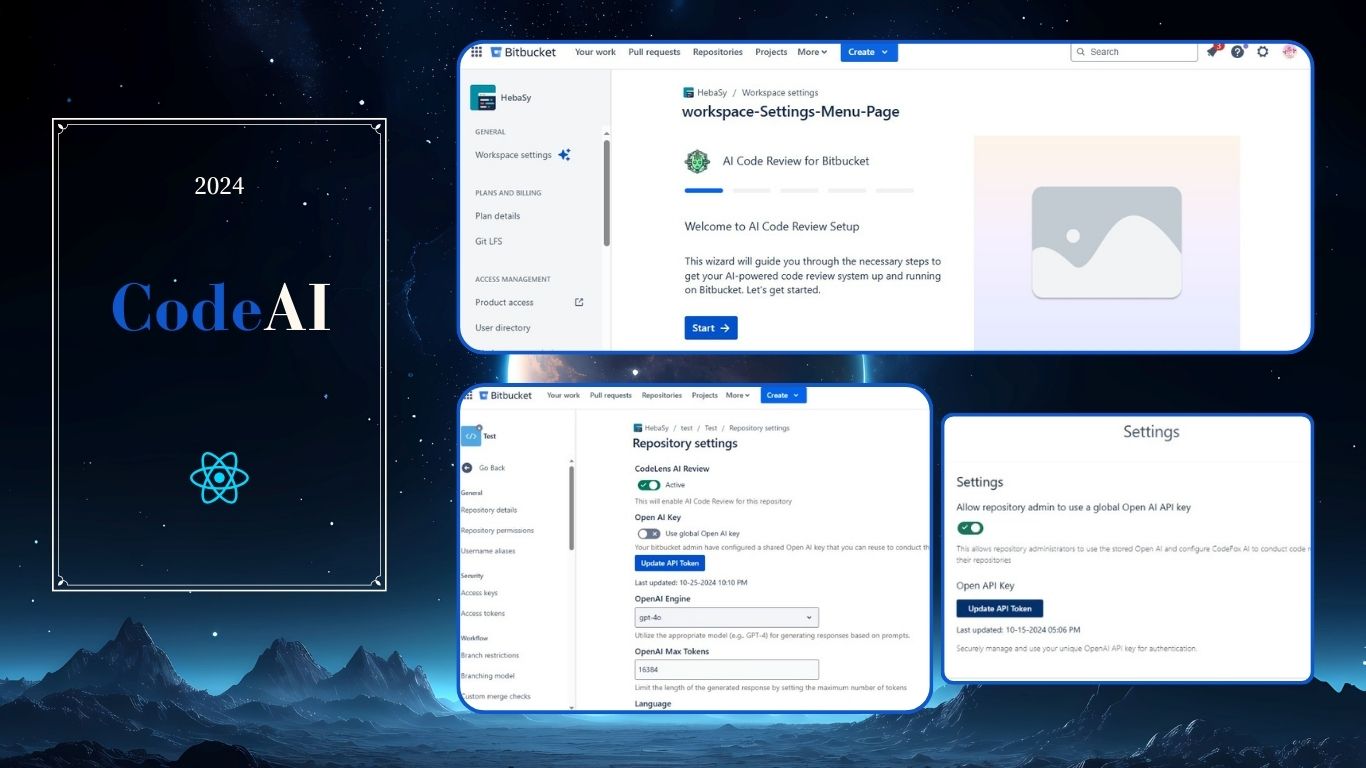 2024
CodeAI
Bitbucket
Your work
Pull requests
Repositories
Projects
More
Create
Search
3
?
HebaSy
GENERAL
Workspace settings
PLANS AND BILLING
Plan details
Git LFS
ACCESS MANAGEMENT
Product access
User directory
HebaSy / Workspace settings
workspace-Settings-Menu-Page
AI Code Review for Bitbucket
Welcome to AI Code Review Setup
This wizard will guide you through the necessary steps to
get your AI-powered code review system up and running
on Bitbucket. Let's get started.
Start
Bitbucket
Your work
Pull requests
Repositories
Projects
More
Create
Test
Go Back
General
Repository details
Repository permissions
Username aliases
Security
Access keys
Access tokens
Workflow
Branch restrictions
Branching model
Custom merge checks
HebaSy / test / Test / Repository settings
Repository settings
CodeLens AI Review
Active
This will enable AI Code Review for this repository
Open AI Key
Use global Open AI key
Your bitbucket admin have configured a shared Open AI key that you can reuse to conduct th
Update API Token
Last updated: 10-25-2024 10:10 PM
OpenAI Engine
gpt-4o
Utilize the appropriate model (e.g., GPT-4) for generating responses based on prompts.
OpenAI Max Tokens
16384
Limit the length of the generated response by setting the maximum number of tokens
Language
Settings
Settings
Allow repository admin to use a global Open AI API key
This allows repository administrators to use the stored Open AI and configure CodeFox AI to conduct code r
their repositories
Open API Key
Update API Token
Last updated: 10-15-2024 05:06 PM
Securely manage and use your unique OpenAI API key for authentication.